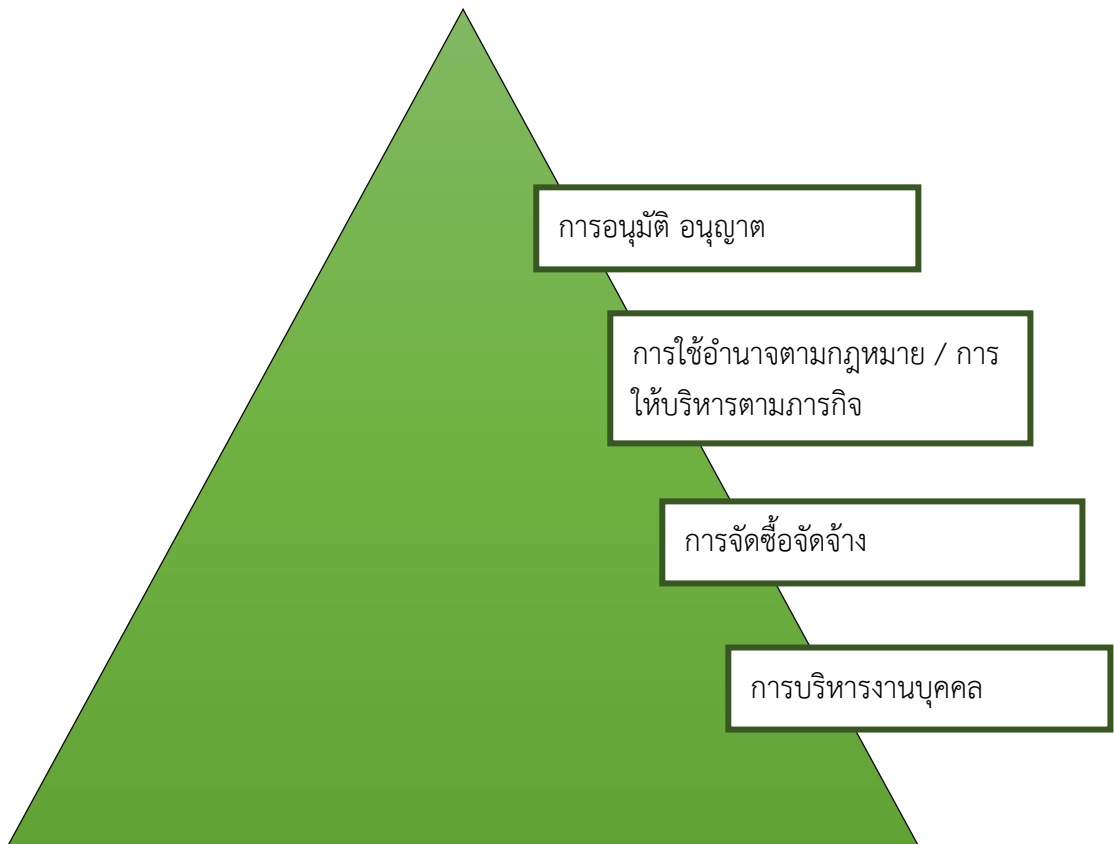 การอนุมัติ อนุญาต
การใช้อำนาจตามกฎหมาย / การ
ให้บริหารตามภารกิจ
การจัดซื้อจัดจ้าง
การบริหารงานบุคคล